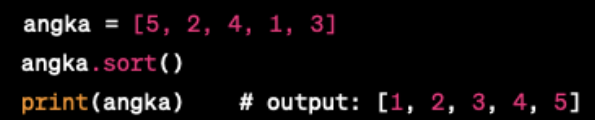 angka = [5, 2, 4, 1, 3]
angka.sort()
print(angka)    # output: [1, 2, 3, 4, 5]